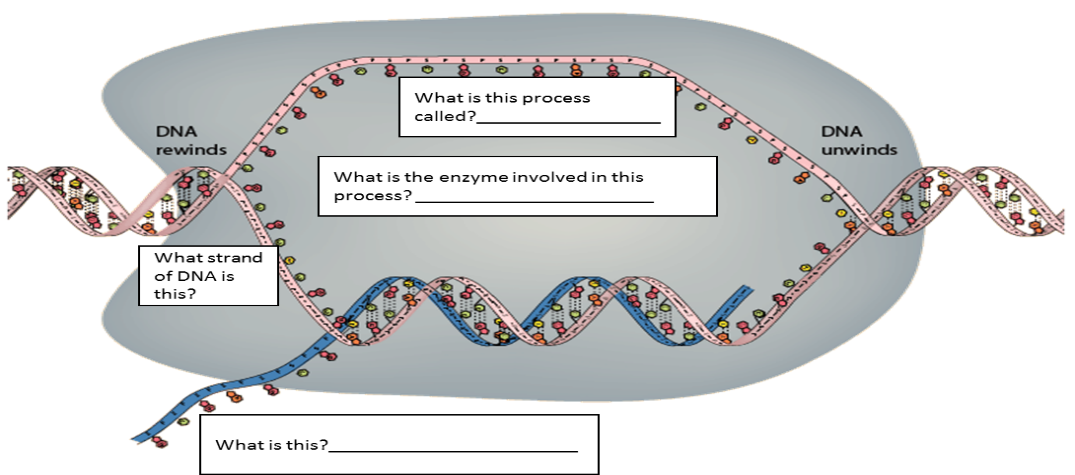 What is this process
called?____________________
DNA
rewinds
DNA
unwinds
What is the enzyme involved in this
process?__________________________
What strand
of DNA is
this?
What is this?___________________________